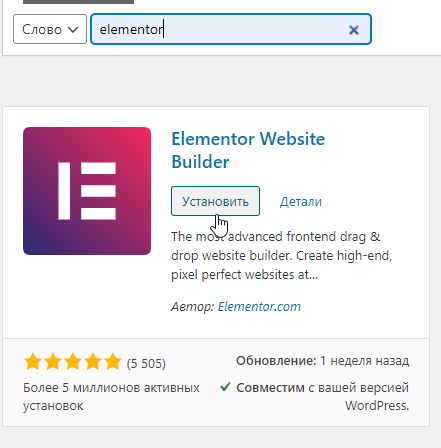 Слово
elementor
Elementor Website
Builder
Установить Детали
The most advanced frontend drag &
drop website builder. Create high-end,
pixel perfect websites at...
Автор: Elementor.com
(5 505)
Более 5 миллионов активных
установок
Обновление: 1 неделя назад
Совместим с вашей версией
WordPress.